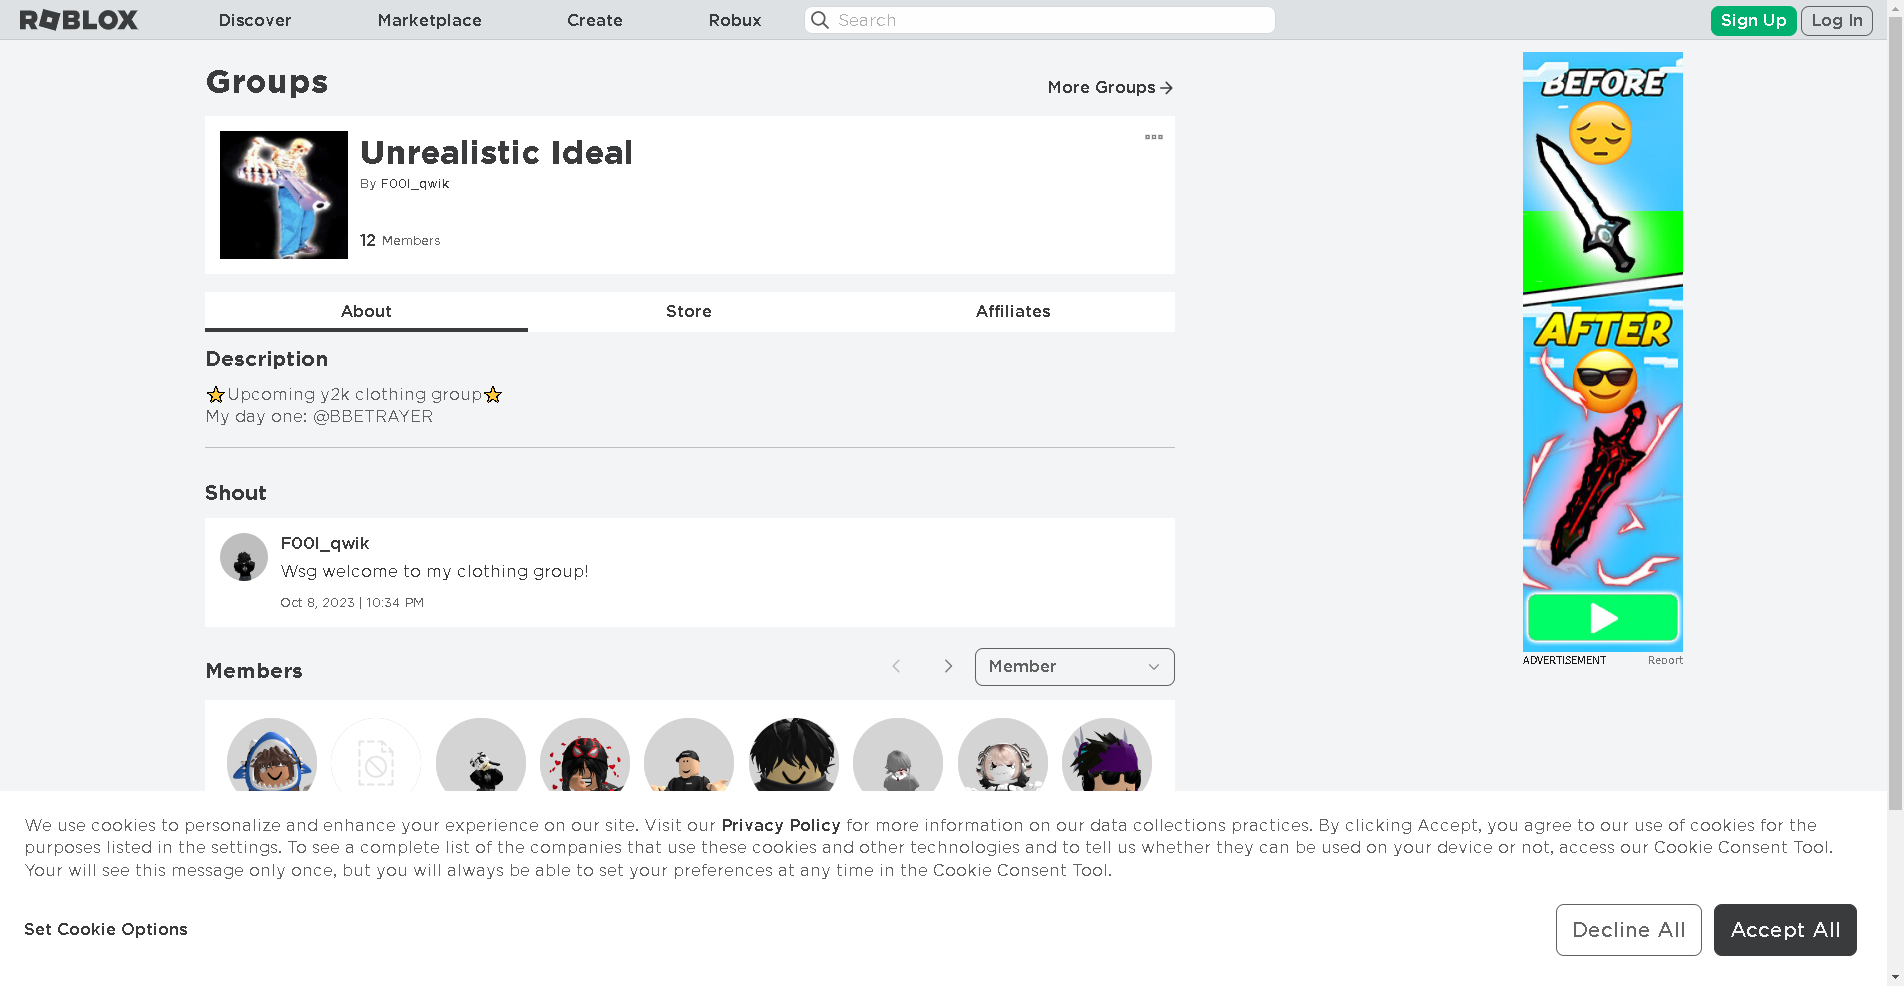 ROBLOX
Discover
Marketplace
Create
Robux
Search
Sign Up
Log In
Groups
More Groups
Unrealistic Ideal
By F00l_qwik
12 Members
About
Store
Affiliates
Description
⭐Upcoming y2k clothing group⭐
My day one: @BBETRAYER
Shout
F00l_qwik
Wsg welcome to my clothing group!
Oct 8, 2023 | 10:34 PM
Members
Member
BEFORE
AFTER
ADVERTISEMENT
Report
We use cookies to personalize and enhance your experience on our site. Visit our Privacy Policy for more information on our data collections practices. By clicking Accept, you agree to our use of cookies for the
purposes listed in the settings. To see a complete list of the companies that use these cookies and other technologies and to tell us whether they can be used on your device or not, access our Cookie Consent Tool.
Your will see this message only once, but you will always be able to set your preferences at any time in the Cookie Consent Tool.
Set Cookie Options
Decline All
Accept All